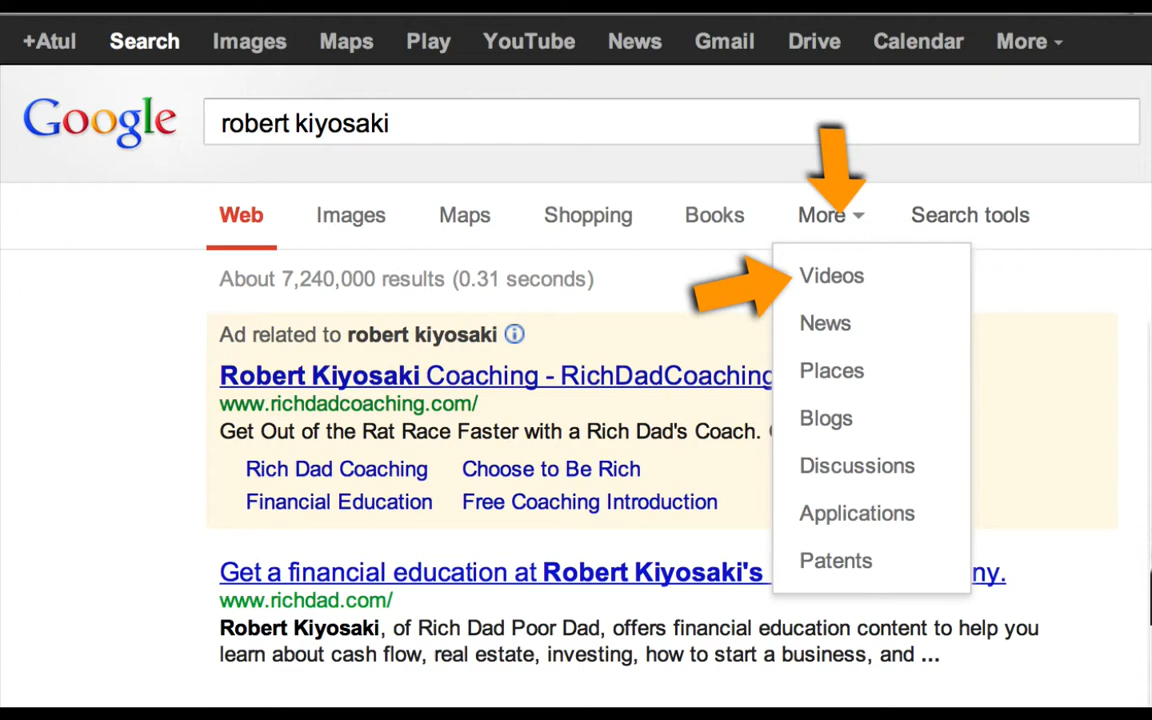 +Atul Search Images Maps Play YouTube News Gmail Drive Calendar More
Google
robert kiyosaki
Web Images Maps Shopping Books More Search tools
About 7,240,000 results (0.31 seconds)
Videos
News
Places
Blogs
Discussions
Applications
Patents
Ad related to robert kiyosaki
Robert Kiyosaki Coaching - RichDadCoaching
www.richdadcoaching.com/
Get Out of the Rat Race Faster with a Rich Dad's Coach.
Rich Dad Coaching Choose to Be Rich
Financial Education Free Coaching Introduction
Get a financial education at Robert Kiyosaki's ny.
www.richdad.com/
Robert Kiyosaki, of Rich Dad Poor Dad, offers financial education content to help you
learn about cash flow, real estate, investing, how to start a business, and ...